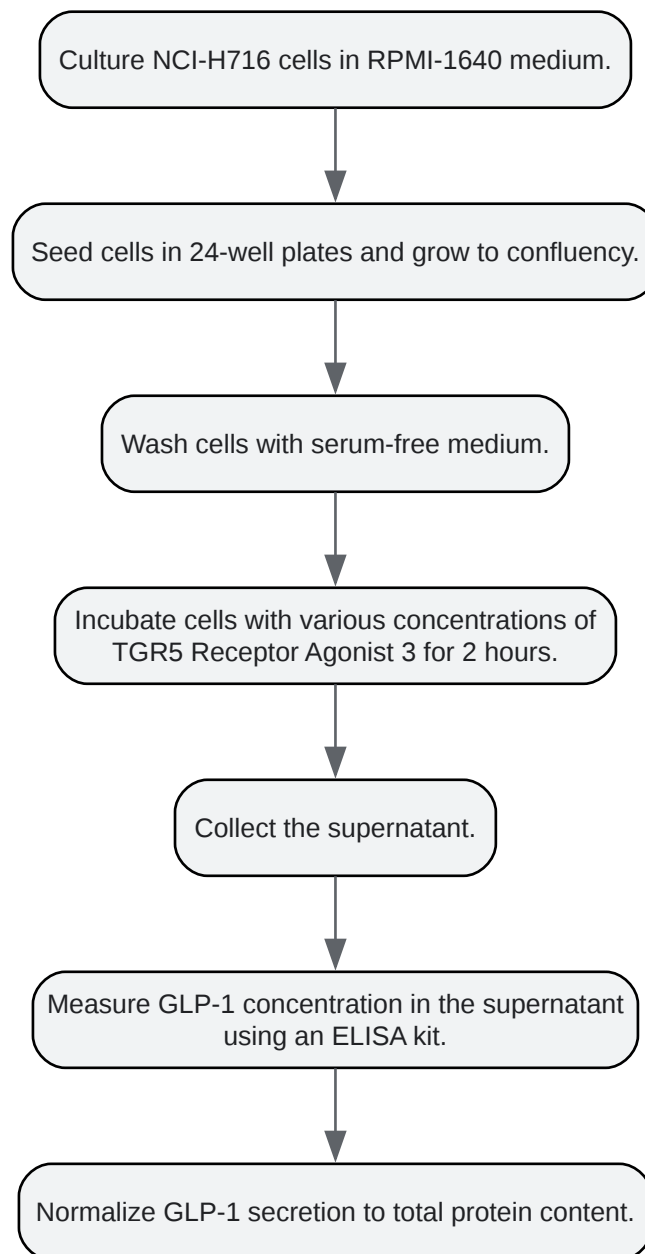 Culture NCI-H716 cells in RPMI-1640 medium.
Seed cells in 24-well plates and grow to confluency.
Wash cells with serum-free medium.
Incubate cells with various concentrations of
TGR5 Receptor Agonist 3 for 2 hours.
Collect the supernatant.
Measure GLP-1 concentration in the supernatant
using an ELISA kit.
Normalize GLP-1 secretion to total protein content.